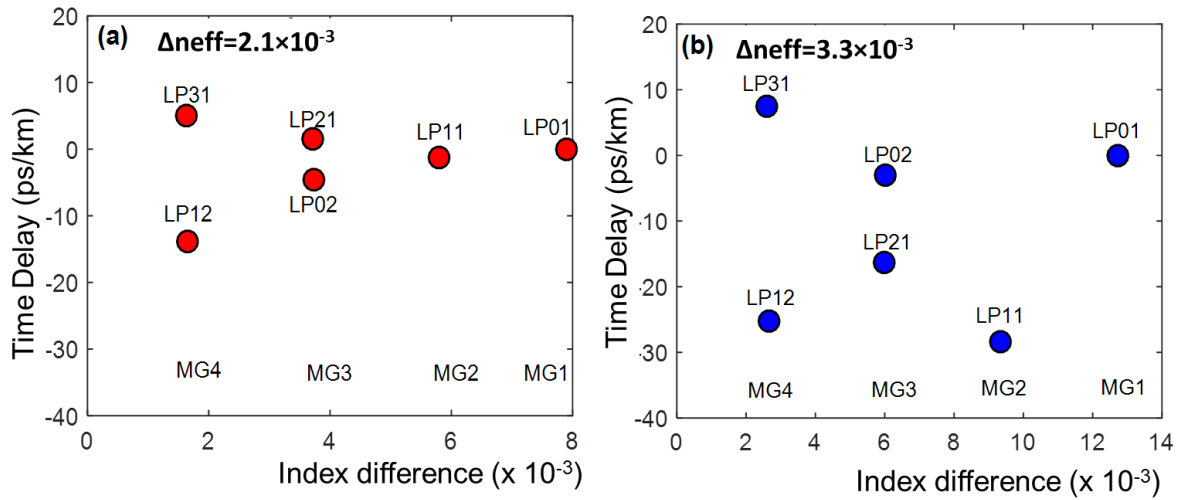 (a) Δneff=2.1×10⁻³
20
10
0
-10
-20
-30
-40
Time Delay (ps/km)
LP31
LP21
LP11
LP01
LP02
LP12
MG4 MG3 MG2 MG1
0 2 4 6 8
Index difference (x 10⁻³)
(b) Δneff=3.3×10⁻³
20
10
0
-10
-20
-30
-40
Time Delay (ps/km)
LP31
LP02
LP01
LP21
LP12
LP11
MG4 MG3 MG2 MG1
0 2 4 6 8 10 12 14
Index difference (x 10⁻³)